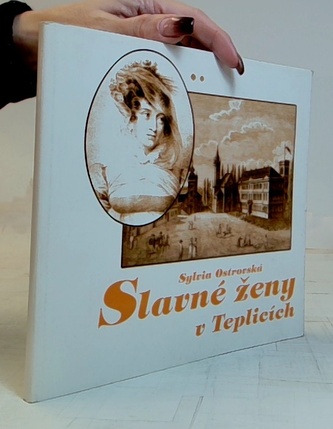 Sylvia Ostrovská
Slavné ženy
v Teplicích